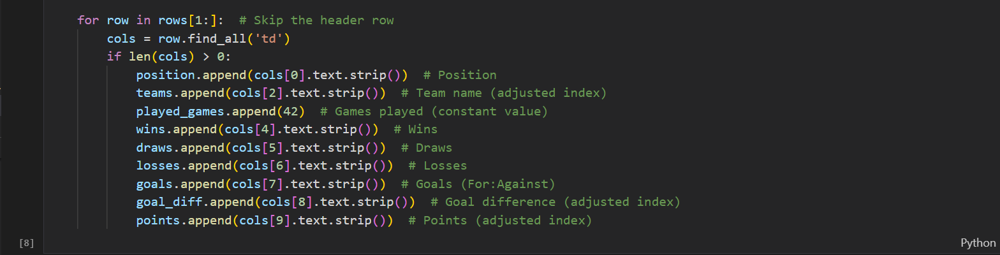 for row in rows[1:]:  # Skip the header row
    cols = row.find_all('td')
    if len(cols) > 0:
        position.append(cols[0].text.strip())  # Position
        teams.append(cols[2].text.strip())  # Team name (adjusted index)
        played_games.append(42)  # Games played (constant value)
        wins.append(cols[4].text.strip())  # Wins
        draws.append(cols[5].text.strip())  # Draws
        losses.append(cols[6].text.strip())  # Losses
        goals.append(cols[7].text.strip())  # Goals (For:Against)
        goal_diff.append(cols[8].text.strip())  # Goal difference (adjusted index)
        points.append(cols[9].text.strip())  # Points (adjusted index)
[8]
Python